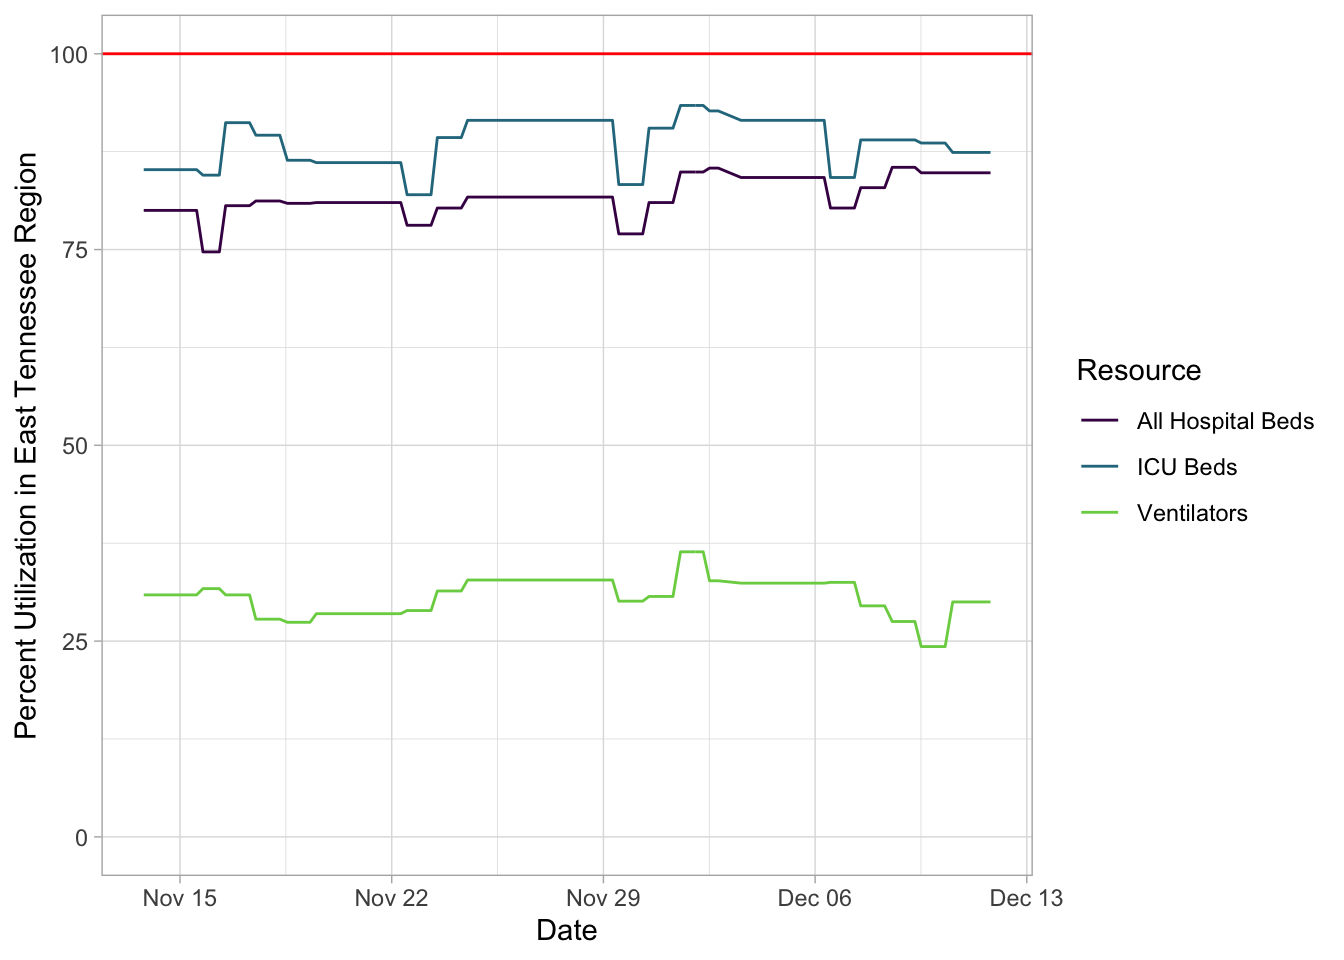 Percent Utilization in East Tennessee Region
100
75
50
25
0
Nov 15
Nov 22
Nov 29
Dec 06
Dec 13
Date
Resource
All Hospital Beds
ICU Beds
Ventilators